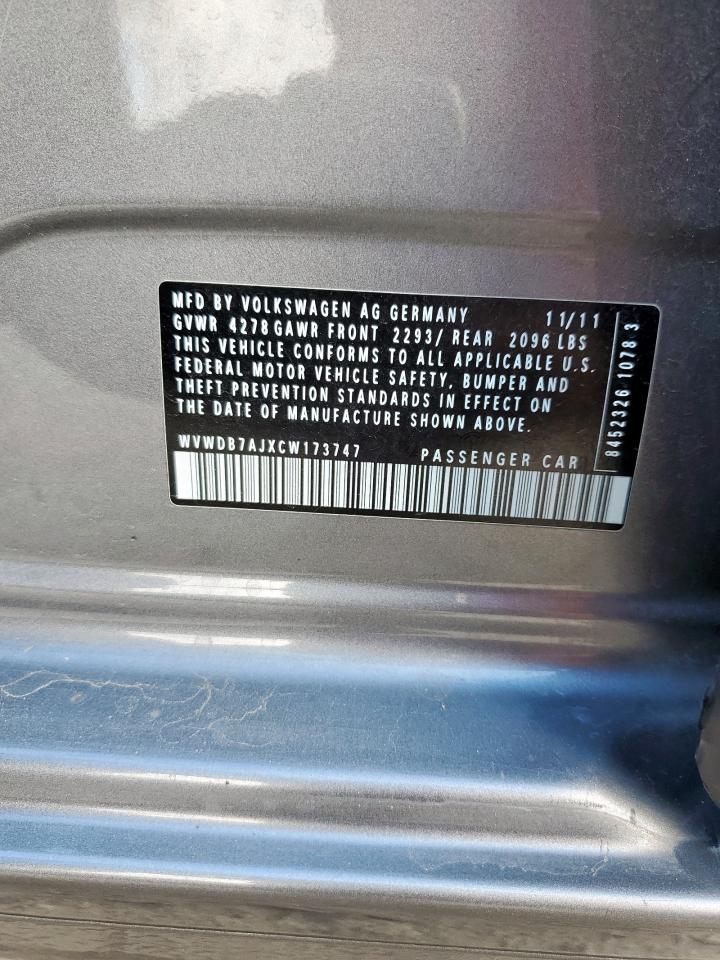 MFD BY VOLKSWAGEN AG GERMANY 11/11
GVWR 4278 GAWR FRONT 2293/ REAR 2096 LBS
THIS VEHICLE CONFORMS TO ALL APPLICABLE U.S.
FEDERAL MOTOR VEHICLE SAFETY, BUMPER AND
THEFT PREVENTION STANDARDS IN EFFECT ON
THE DATE OF MANUFACTURE SHOWN ABOVE.
WVWDB7AJXCW173747 PASSENGER CAR
8452326 1078 3